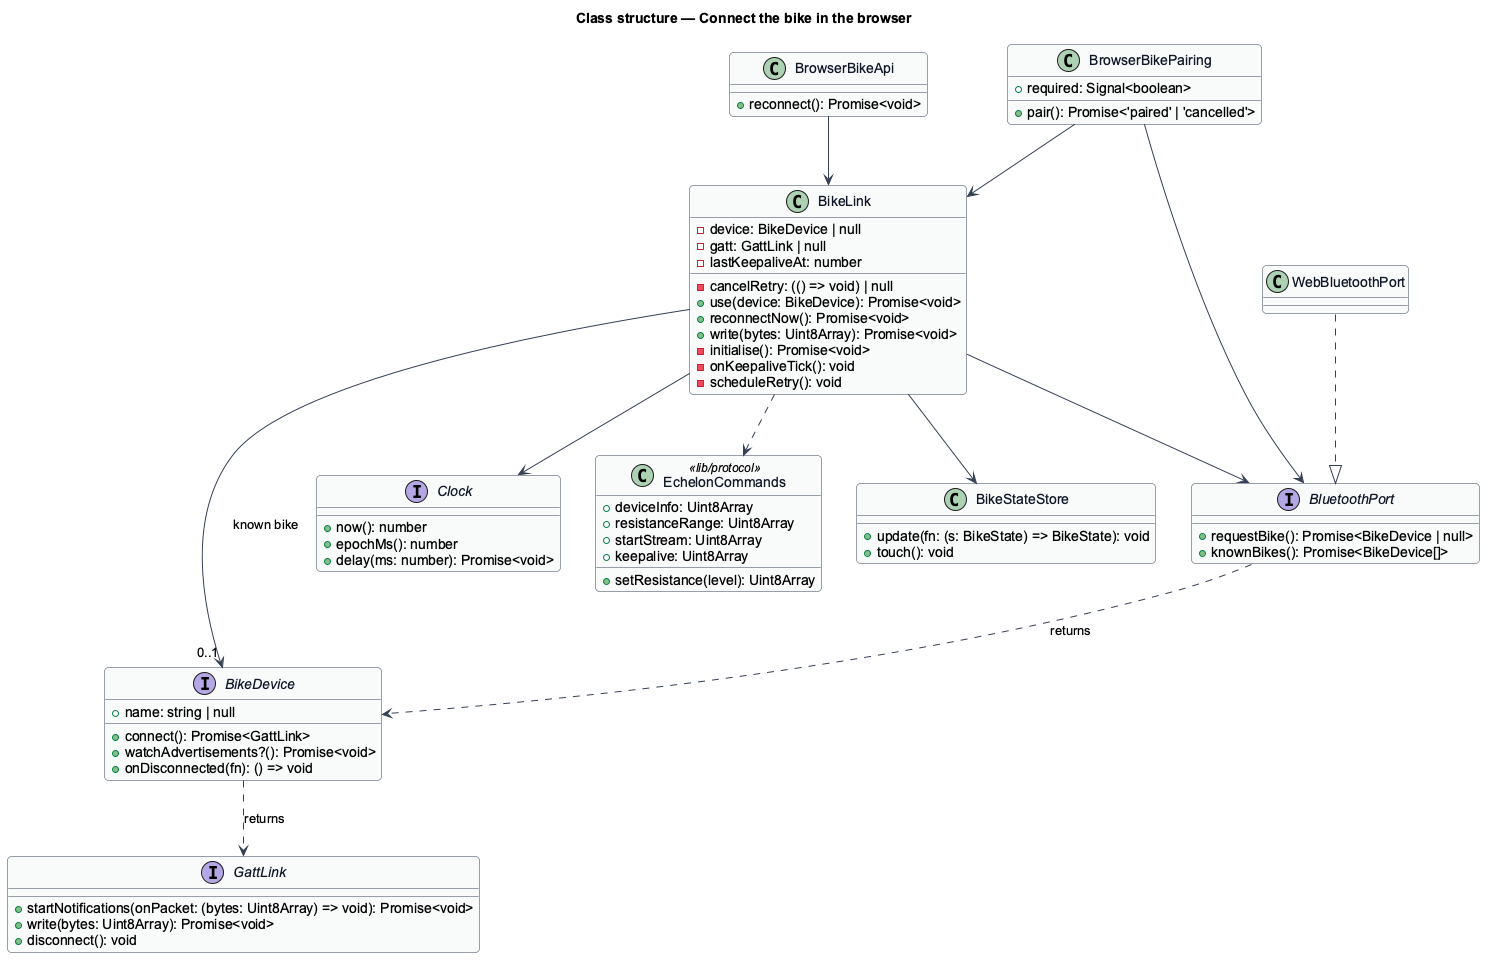 Class structure — Connect the bike in the browser
C BrowserBikeApi
reconnect(): Promise<void>
C BrowserBikePairing
required: Signal<boolean>
pair(): Promise<'paired' | 'cancelled'>
C BikeLink
device: BikeDevice | null
gatt: GattLink | null
lastKeepaliveAt: number
cancelRetry: (() => void) | null
use(device: BikeDevice): Promise<void>
reconnectNow(): Promise<void>
write(bytes: Uint8Array): Promise<void>
initialise(): Promise<void>
onKeepaliveTick(): void
scheduleRetry(): void
C WebBluetoothPort
known bike
I Clock
now(): number
epochMs(): number
delay(ms: number): Promise<void>
C «lib/protocol»
EchelonCommands
deviceInfo: Uint8Array
resistanceRange: Uint8Array
startStream: Uint8Array
keepalive: Uint8Array
setResistance(level): Uint8Array
C BikeStateStore
update(fn: (s: BikeState) => BikeState): void
touch(): void
I BluetoothPort
requestBike(): Promise<BikeDevice | null>
knownBikes(): Promise<BikeDevice[]>
returns
0..1
I BikeDevice
name: string | null
connect(): Promise<GattLink>
watchAdvertisements?(): Promise<void>
onDisconnected(fn): () => void
returns
I GattLink
startNotifications(onPacket: (bytes: Uint8Array) => void): Promise<void>
write(bytes: Uint8Array): Promise<void>
disconnect(): void